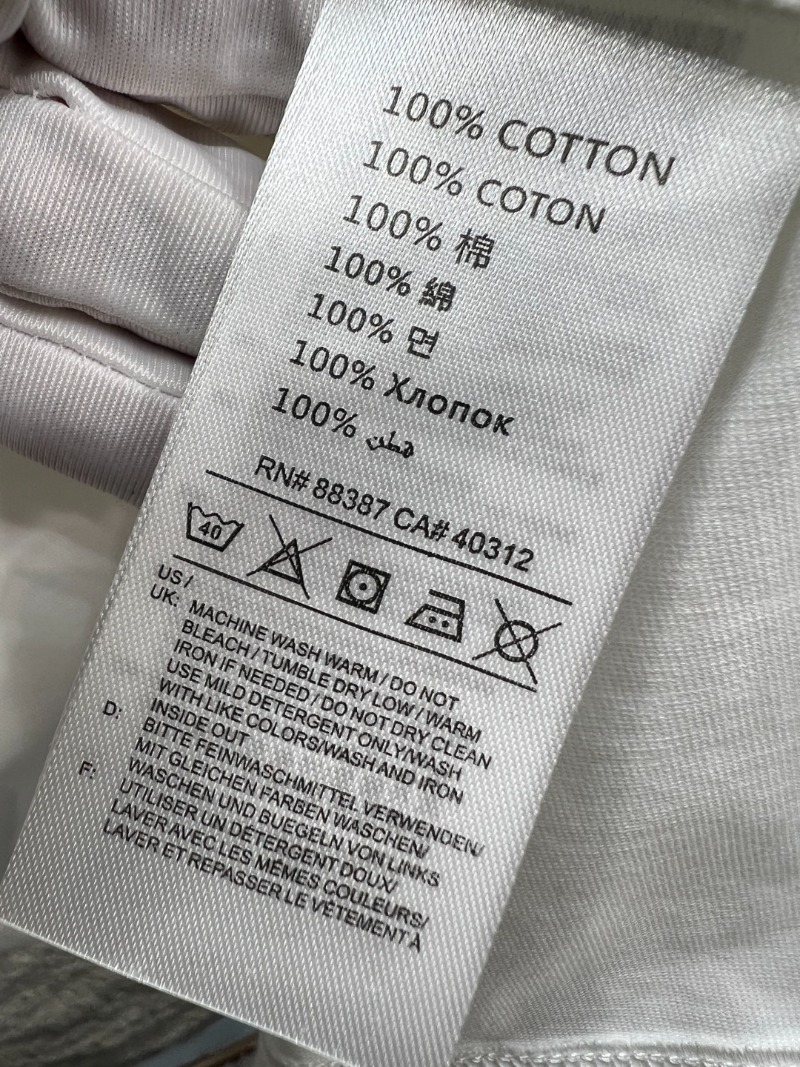 100% COTTON
100% COTON
100% 棉
100% 綿
100% 면
100% Хлопок
100% هطن
RN# 88387 CA# 40312
40
US /
UK: MACHINE WASH WARM / DO NOT
BLEACH / TUMBLE DRY LOW / WARM
IRON IF NEEDED / DO NOT DRY CLEAN
USE MILD DETERGENT ONLY/WASH
WITH LIKE COLORS/WASH AND IRON
INSIDE OUT
D: BITTE FEINWASCHMITTEL VERWENDEN/
MIT GLEICHEN FARBEN WASCHEN/
WASCHEN UND BUEGELN VON LINKS
F: UTILISER UN DÉTERGENT DOUX/
LAVER AVEC LES MÊMES COULEURS/
LAVER ET REPASSER LE VÊTEMENT À